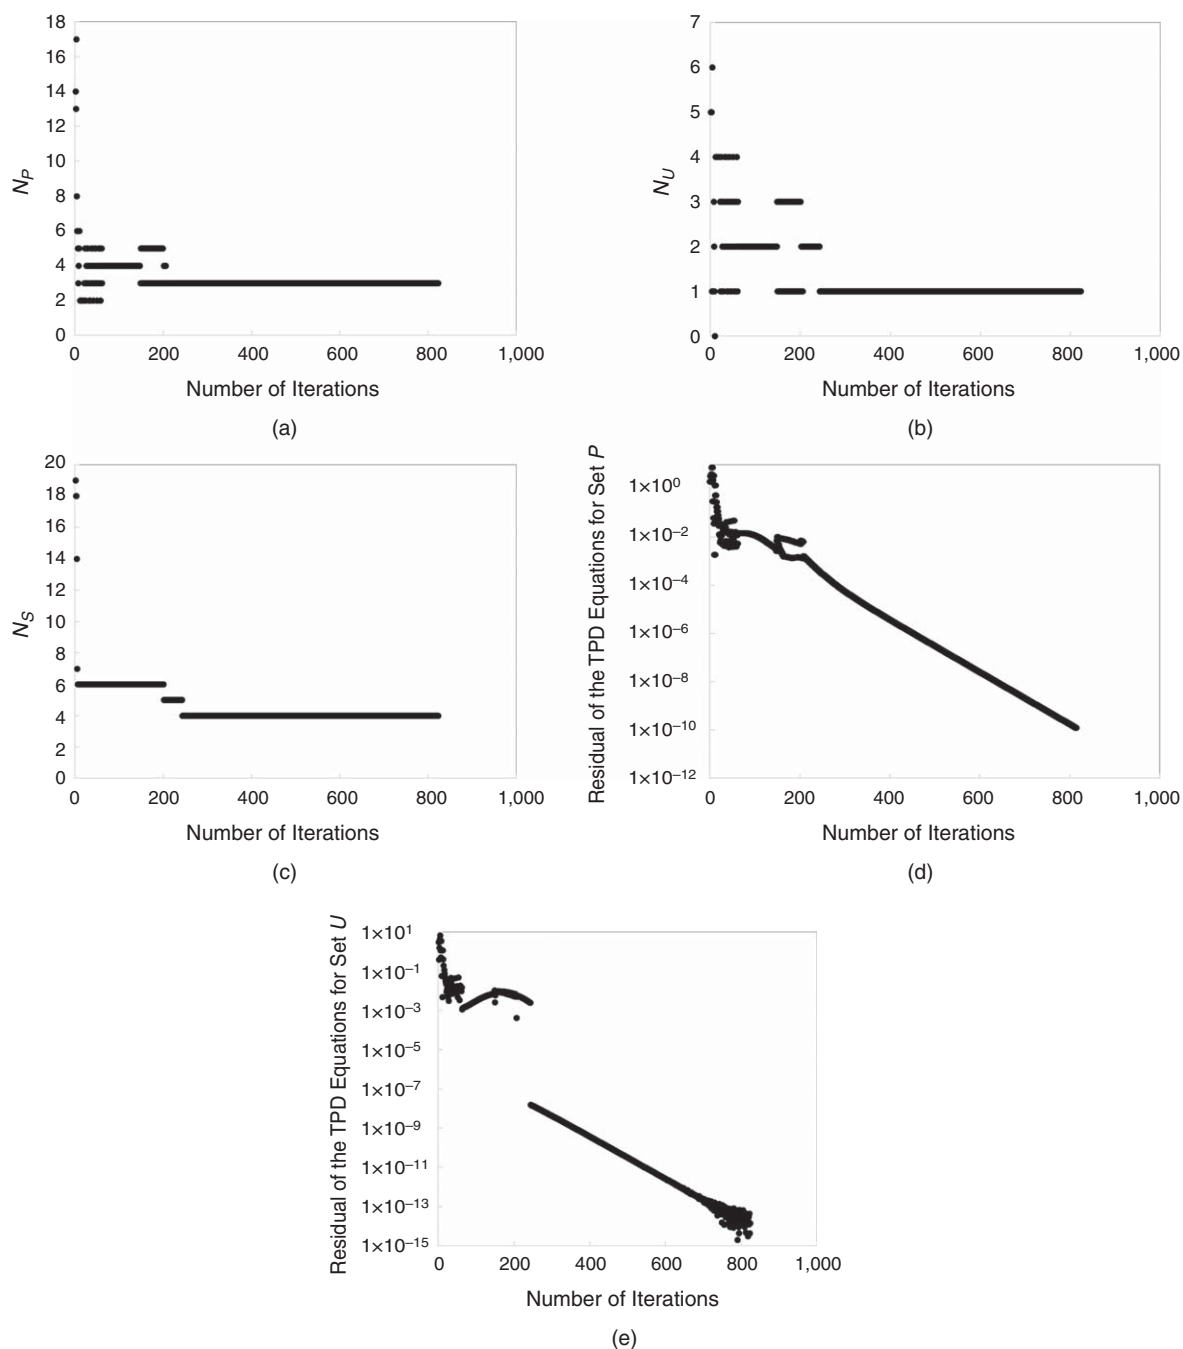 18
16
14
12
10
8
6
4
2
0
N_P
0 200 400 600 800 1,000
Number of Iterations
(a)
7
6
5
4
3
2
1
0
N_U
0 200 400 600 800 1,000
Number of Iterations
(b)
20
18
16
14
12
10
8
6
4
2
0
N_S
0 200 400 600 800 1,000
Number of Iterations
(c)
Residual of the TPD Equations for Set P
1×10⁰
1×10⁻²
1×10⁻⁴
1×10⁻⁶
1×10⁻⁸
1×10⁻¹⁰
1×10⁻¹²
0 200 400 600 800 1,000
Number of Iterations
(d)
Residual of the TPD Equations for Set U
1×10¹
1×10⁻¹
1×10⁻³
1×10⁻⁵
1×10⁻⁷
1×10⁻⁹
1×10⁻¹¹
1×10⁻¹³
1×10⁻¹⁵
0 200 400 600 800 1,000
Number of Iterations
(e)